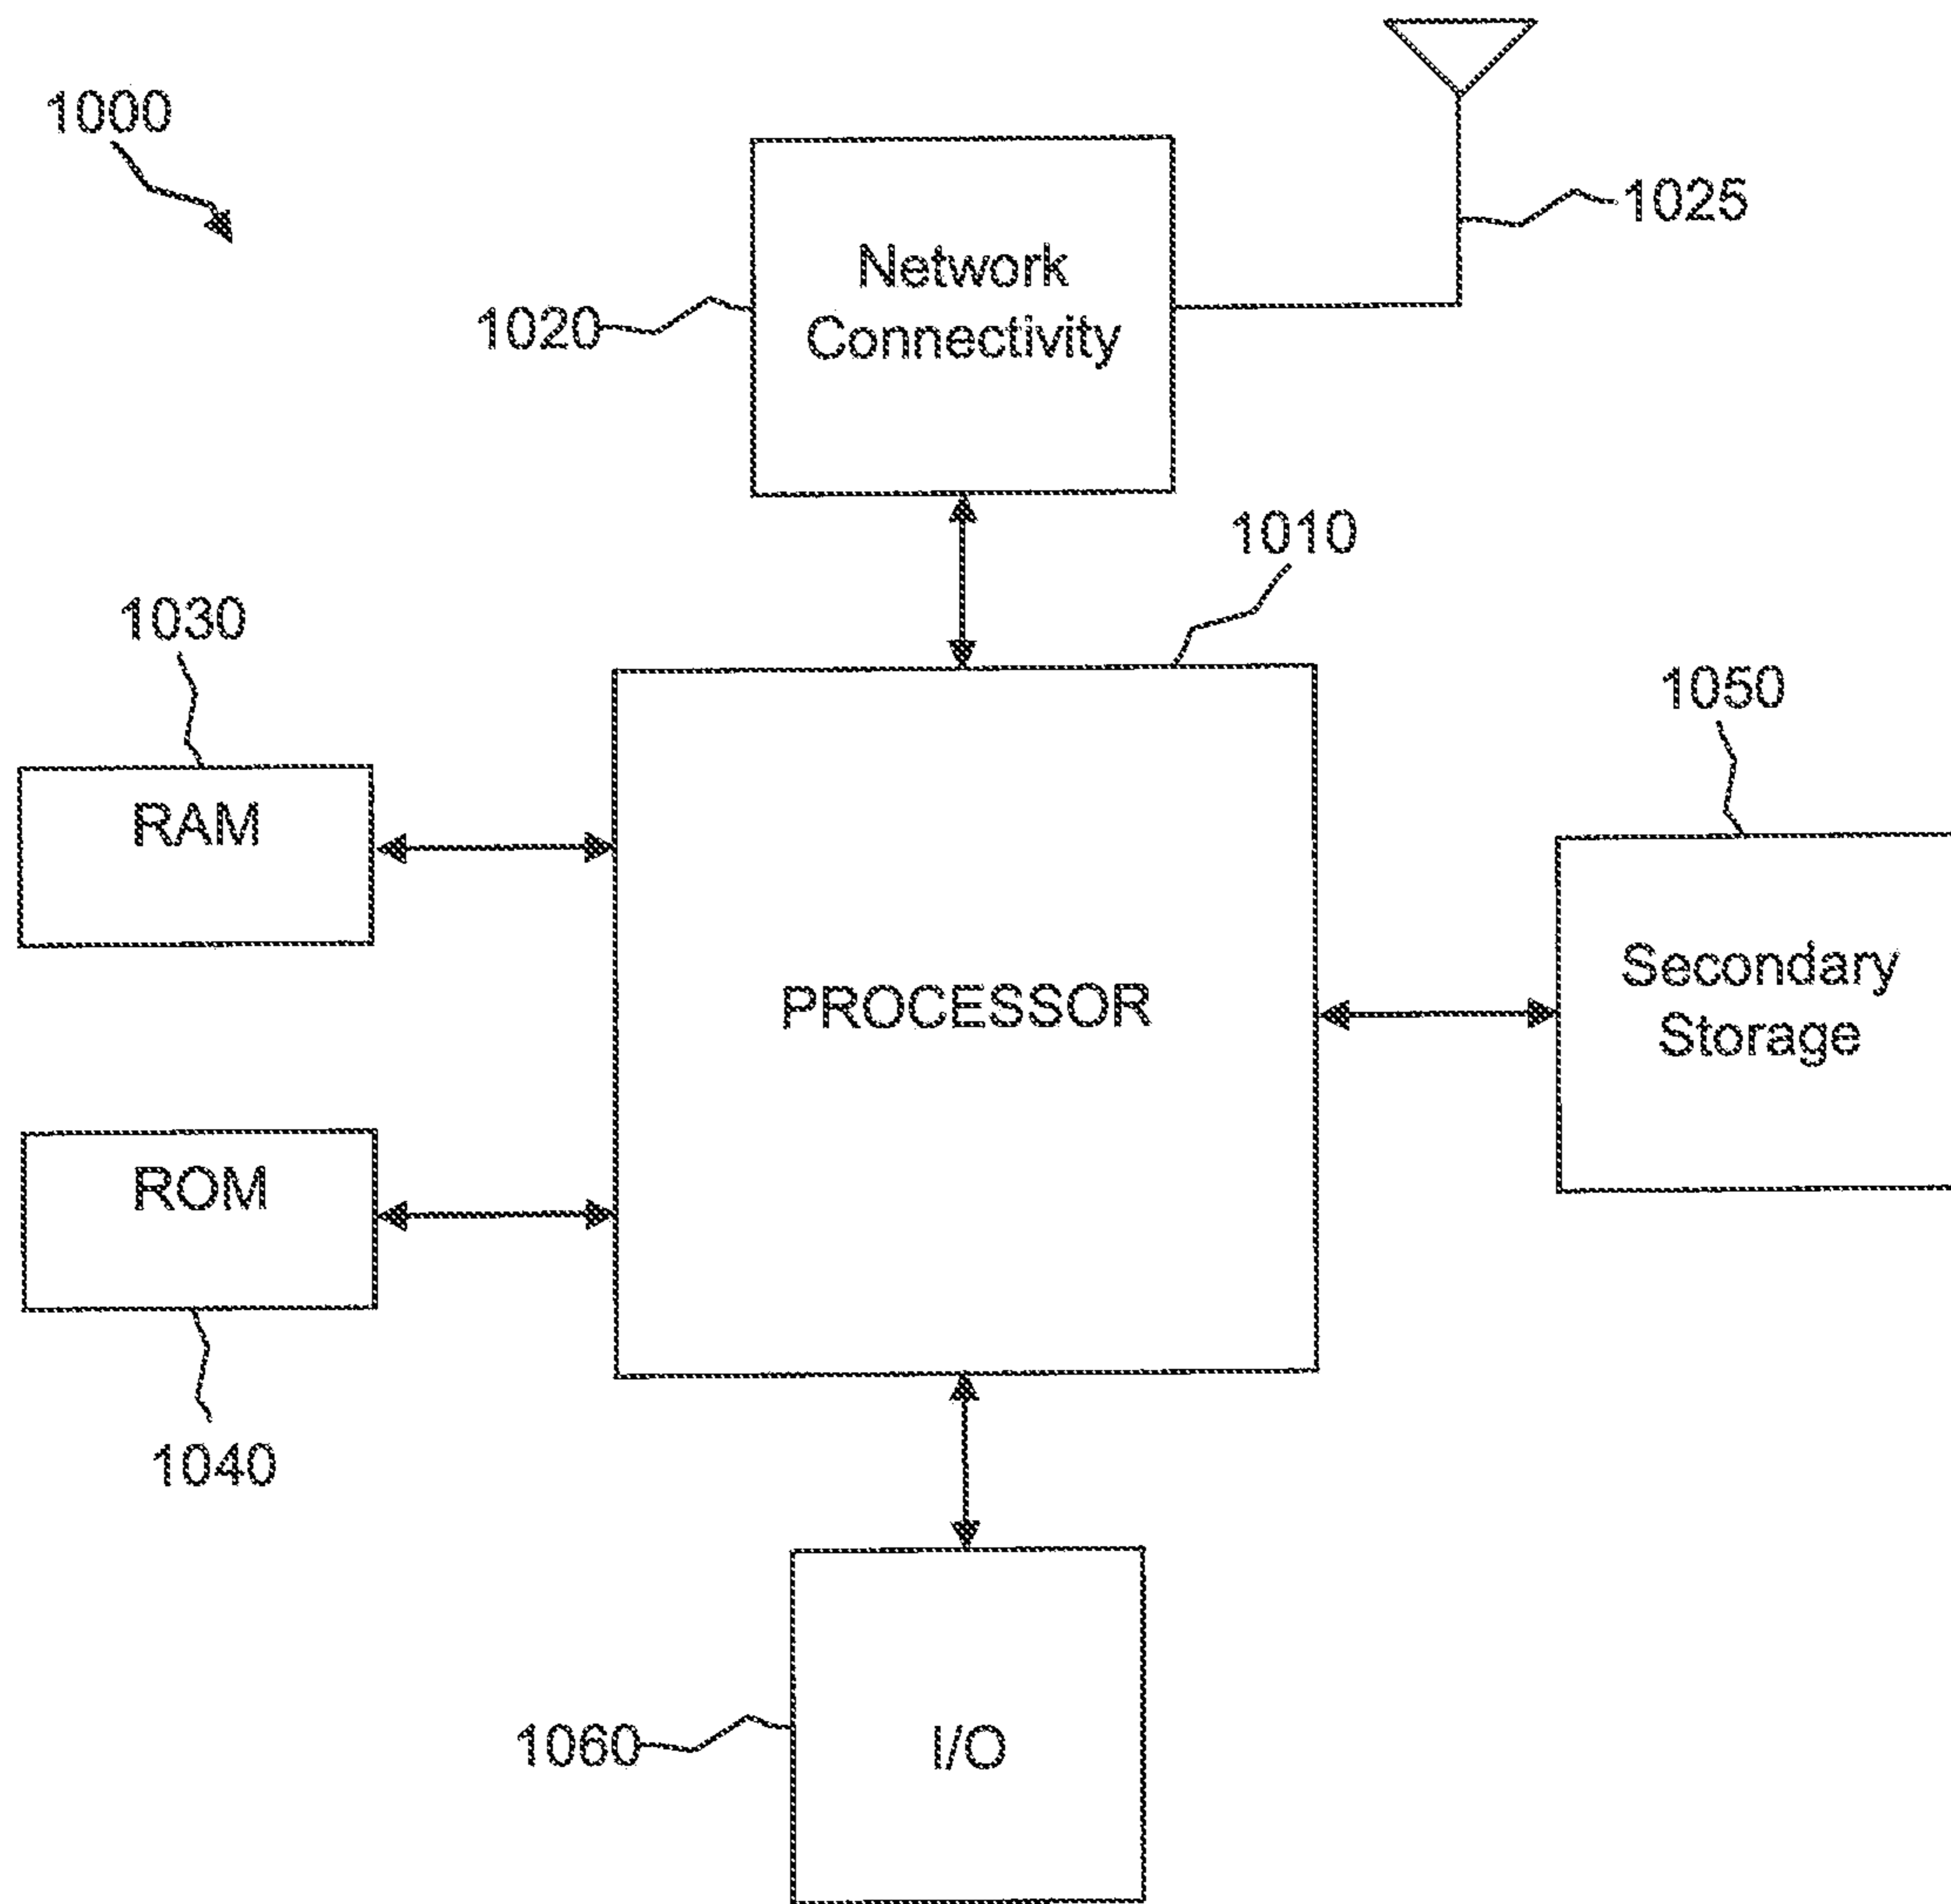 1000
1025
Network
Connectivity
1020
1010
1030
1050
RAM
Secondary
Storage
PROCESSOR
ROM
1040
1060
I/O